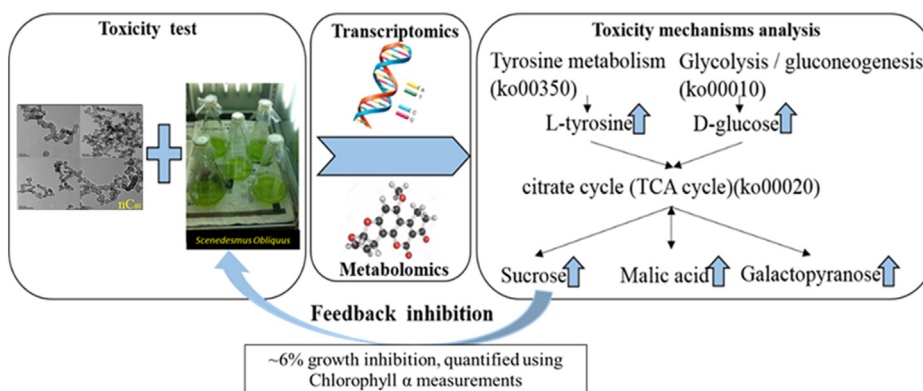 Toxicity test
nC₆₀
Scenedesmus Obliquus
Transcriptomics
A
T
C
G
Metabolomics
Toxicity mechanisms analysis
Tyrosine metabolism
(ko00350)
Glycolysis / gluconeogenesis
(ko00010)
L-tyrosine
D-glucose
citrate cycle (TCA cycle)(ko00020)
Sucrose
Malic acid
Galactopyranose
Feedback inhibition
~6% growth inhibition, quantified using
Chlorophyll α measurements